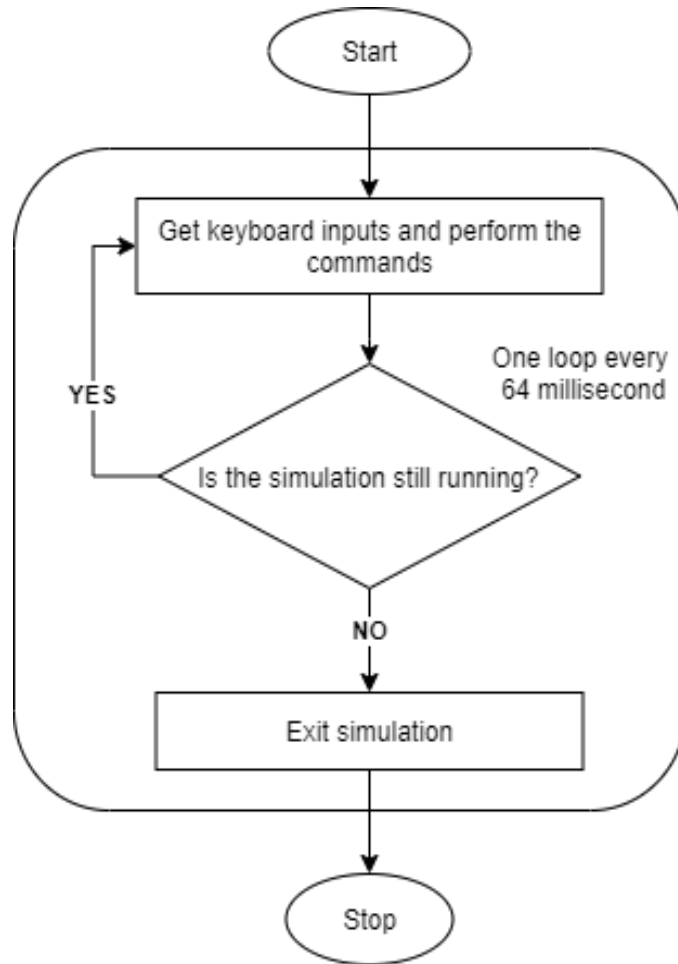 Start
Get keyboard inputs and perform the
commands
One loop every
64 millisecond
YES
Is the simulation still running?
NO
Exit simulation
Stop